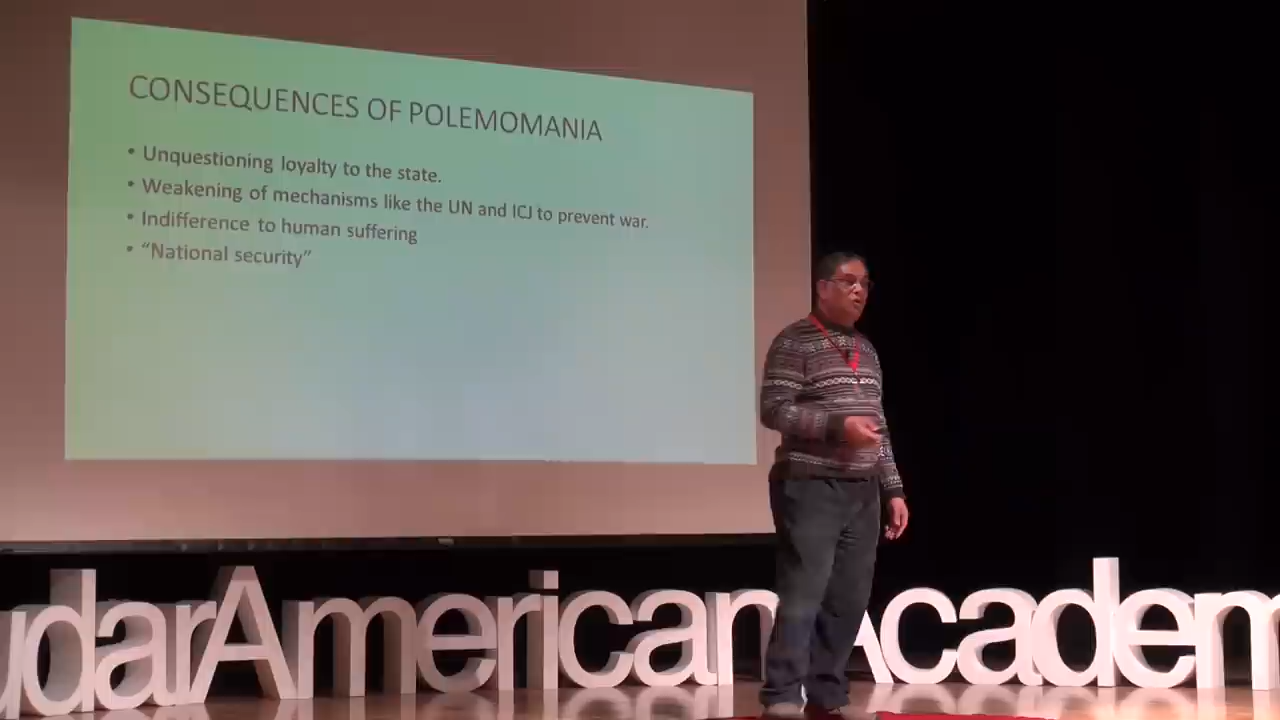 CONSEQUENCES OF POLEMOMANIA
• Unquestioning loyalty to the state.
• Weakening of mechanisms like the UN and ICJ to prevent war.
• Indifference to human suffering
• “National security”
udarAmericanAcadem